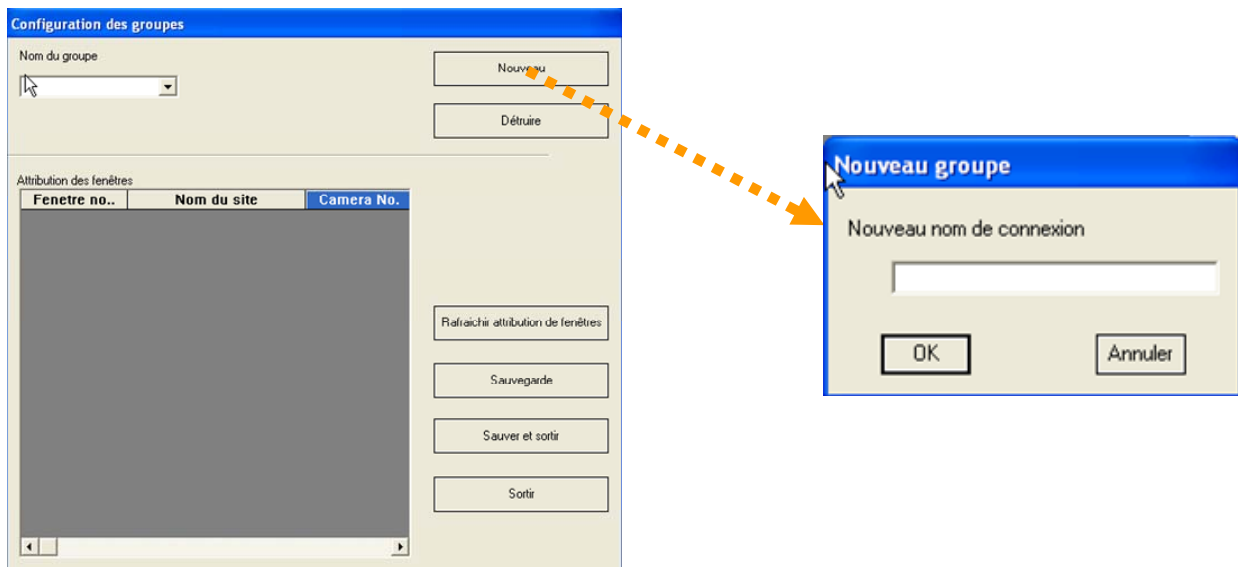 Configuration des groupes
Nom du groupe
Nouveau
Détruire
Attribution des fenêtres
Fenetre no.. Nom du site Camera No.
Rafraichir attribution de fenêtres
Sauvegarde
Sauver et sortir
Sortir
Nouveau groupe
Nouveau nom de connexion
OK Annuler